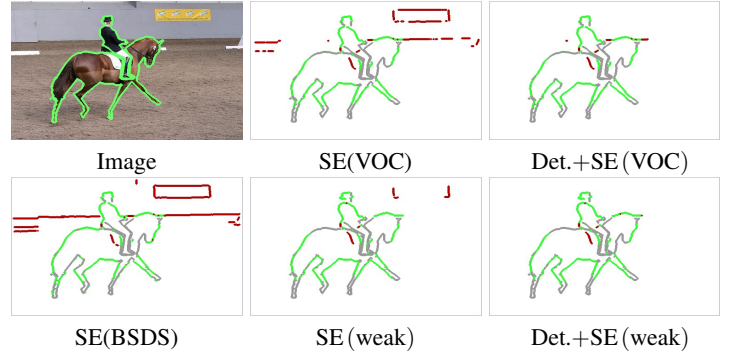 Image
SE(VOC)
Det.+SE(VOC)
SE(BSDS)
SE(weak)
Det.+SE(weak)